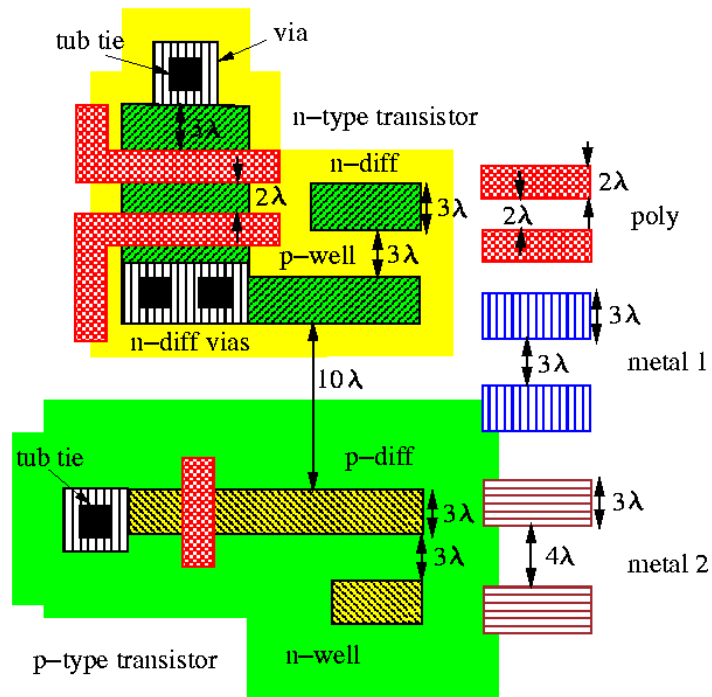 tub tie
via
3λ
n-type transistor
n-diff
2λ
3λ
2λ
2λ
poly
p-well
3λ
n-diff vias
3λ
10λ
3λ
metal 1
tub tie
p-diff
3λ
3λ
3λ
4λ
metal 2
p-type transistor
n-well